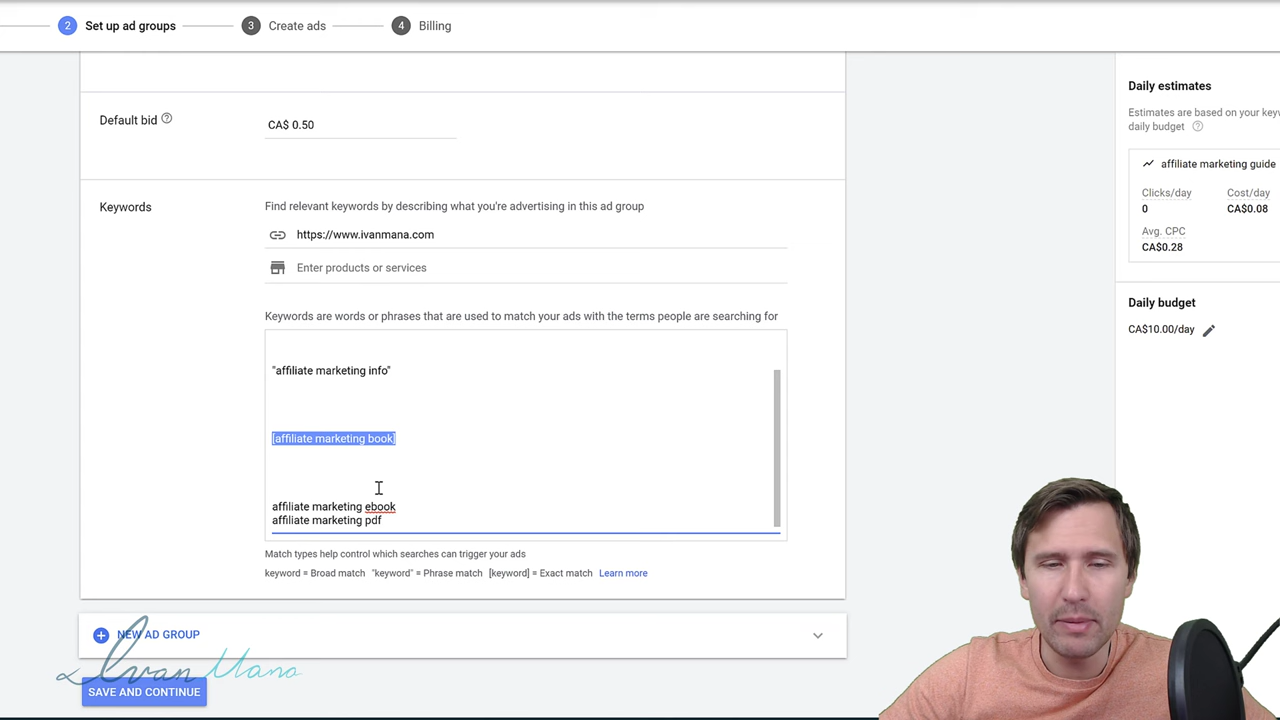 2 Set up ad groups 3 Create ads 4 Billing
Default bid
CA$ 0.50
Keywords
Find relevant keywords by describing what you're advertising in this ad group
https://www.ivanmana.com
Enter products or services
Keywords are words or phrases that are used to match your ads with the terms people are searching for
"affiliate marketing info"
[affiliate marketing book]
affiliate marketing ebook
affiliate marketing pdf
Match types help control which searches can trigger your ads
keyword = Broad match "keyword" = Phrase match [keyword] = Exact match Learn more
NEW AD GROUP
Ivan Mana
SAVE AND CONTINUE
Daily estimates
Estimates are based on your
daily budget
affiliate marketing guide
Clicks/day Cost/day
0 CA$0.08
Avg. CPC
CA$0.28
Daily budget
CA$10.00/day